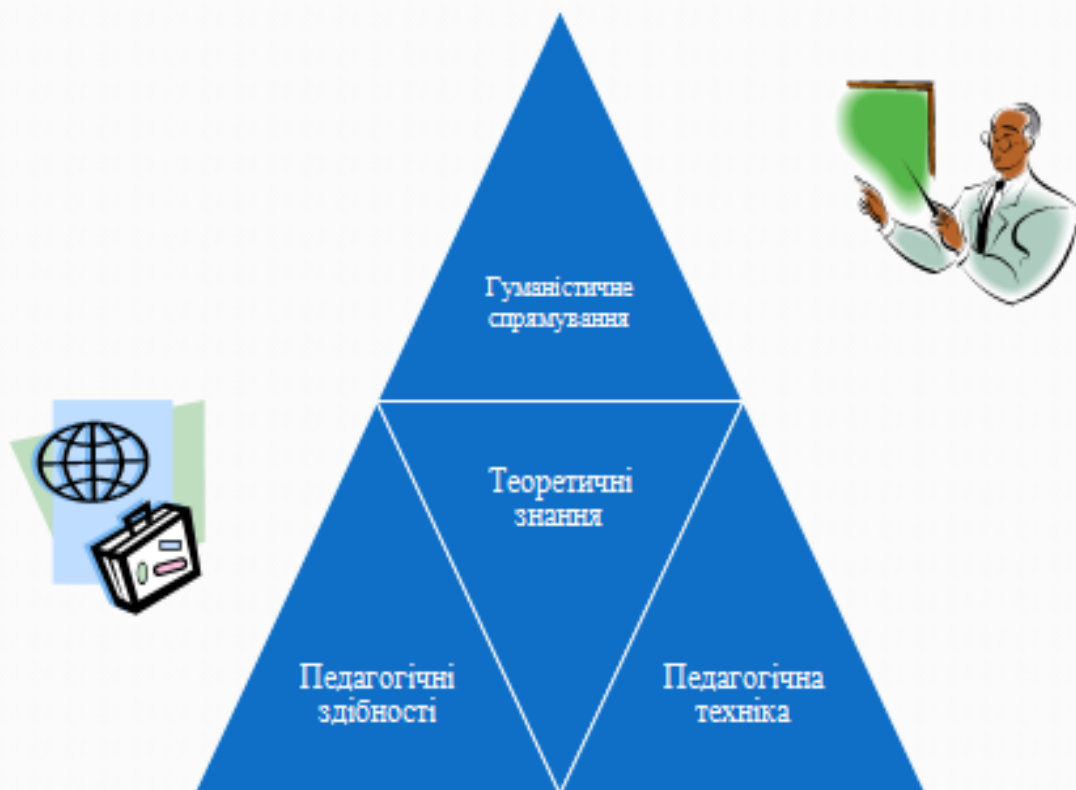 Гуманістичне
спрямування
Теоретичні
знання
Педагогічні
здібності
Педагогічна
техніка